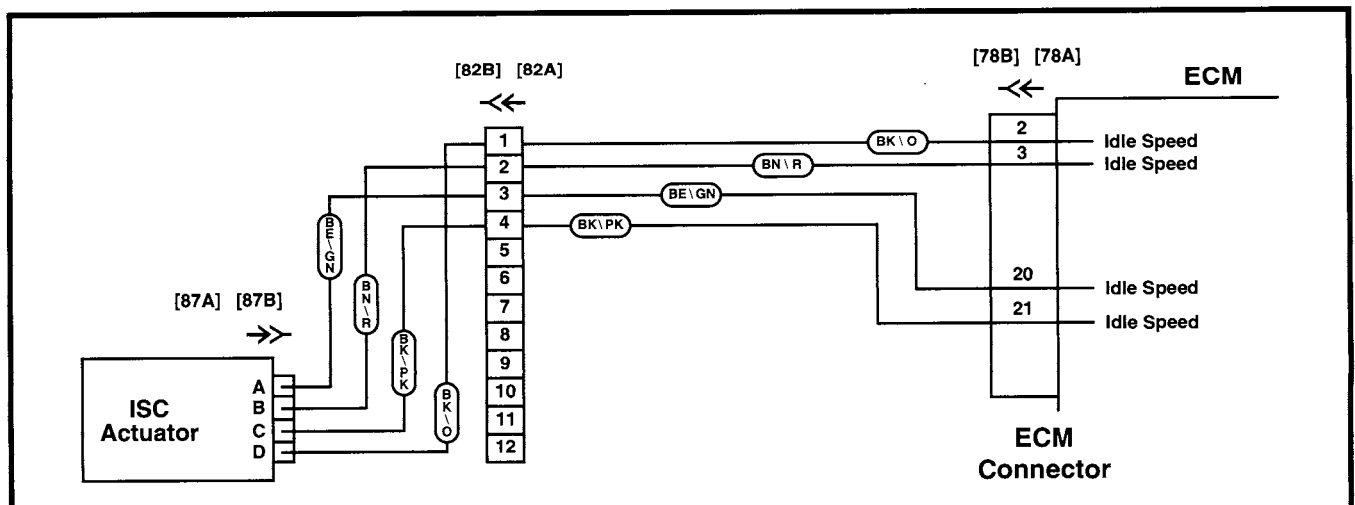 [82B] [82A]
[78B] [78A]
ECM
1
2
3
4
5
6
7
8
9
10
11
12
BK\O
BN\R
BE\GN
BK\PK
2
3
20
21
Idle Speed
Idle Speed
Idle Speed
Idle Speed
ECM
Connector
BE\GN
BN\R
BK\PK
BK\O
[87A] [87B]
ISC
Actuator
A
B
C
D